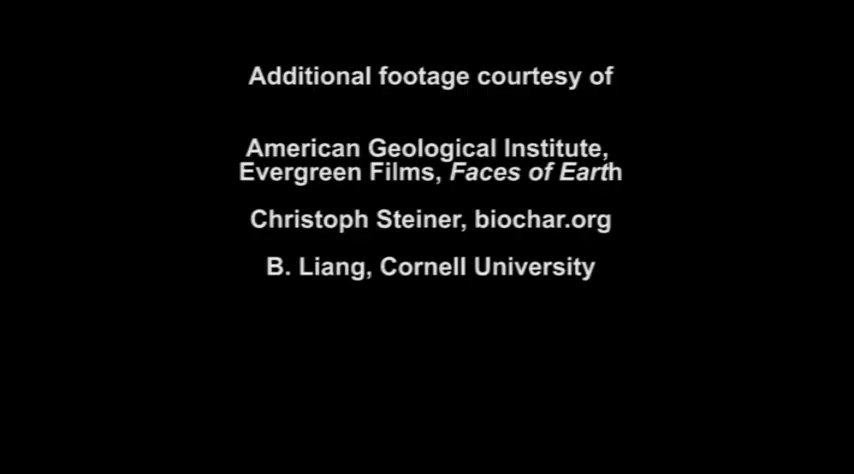 Additional footage courtesy of
American Geological Institute,
Evergreen Films, Faces of Earth
Christoph Steiner, biochar.org
B. Liang, Cornell University